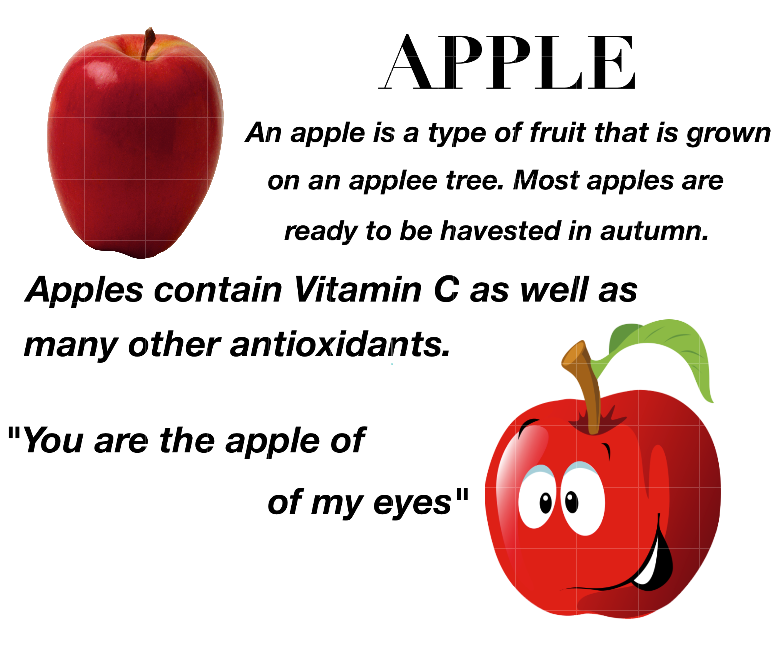 APPLE
An apple is a type of fruit that is grown
on an applee tree. Most apples are
ready to be havested in autumn.
Apples contain Vitamin C as well as
many other antioxidants.
"You are the apple of
of my eyes"